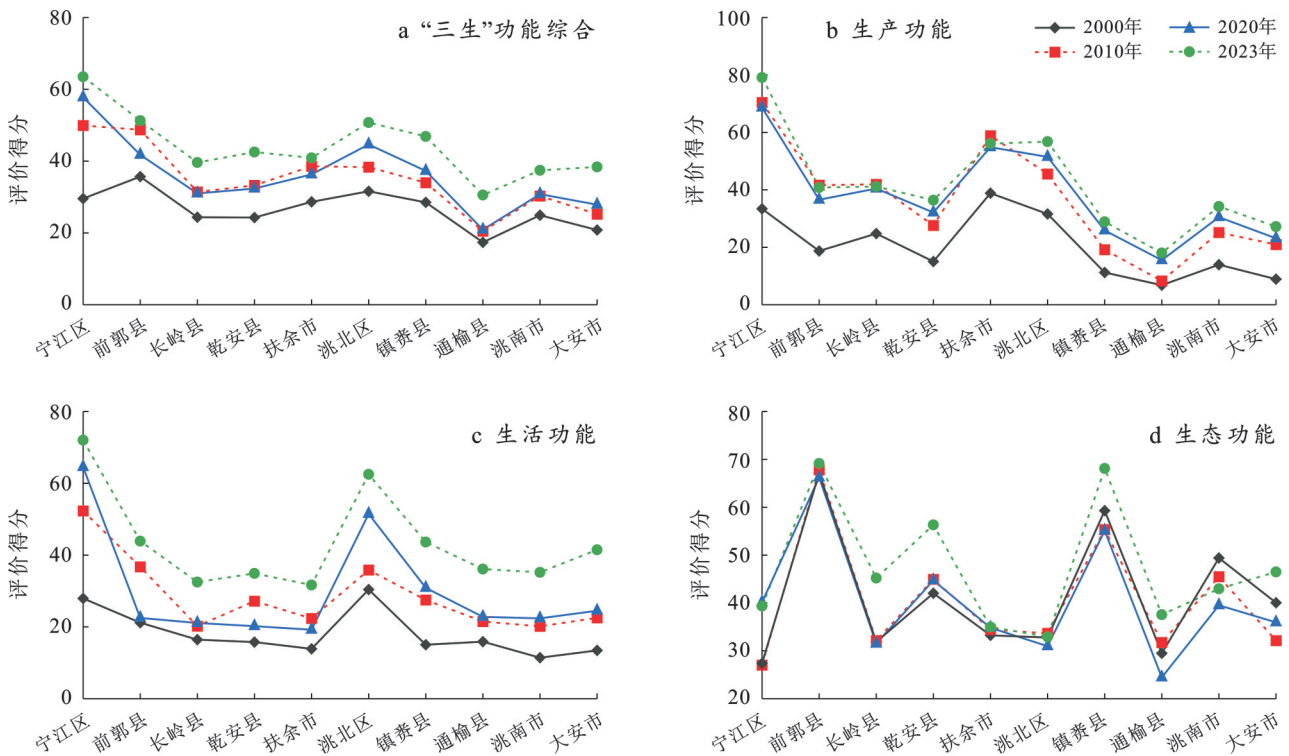 a “三生”功能综合
评价得分
80
60
40
20
0
宁江区
前郭县
长岭县
乾安县
扶余市
洮北区
镇赉县
通榆县
洮南市
大安市
b 生产功能
2000年
2020年
2010年
2023年
评价得分
100
80
60
40
20
0
宁江区
前郭县
长岭县
乾安县
扶余市
洮北区
镇赉县
通榆县
洮南市
大安市
c 生活功能
评价得分
80
60
40
20
0
宁江区
前郭县
长岭县
乾安县
扶余市
洮北区
镇赉县
通榆县
洮南市
大安市
d 生态功能
评价得分
80
70
60
50
40
30
20
宁江区
前郭县
长岭县
乾安县
扶余市
洮北区
镇赉县
通榆县
洮南市
大安市